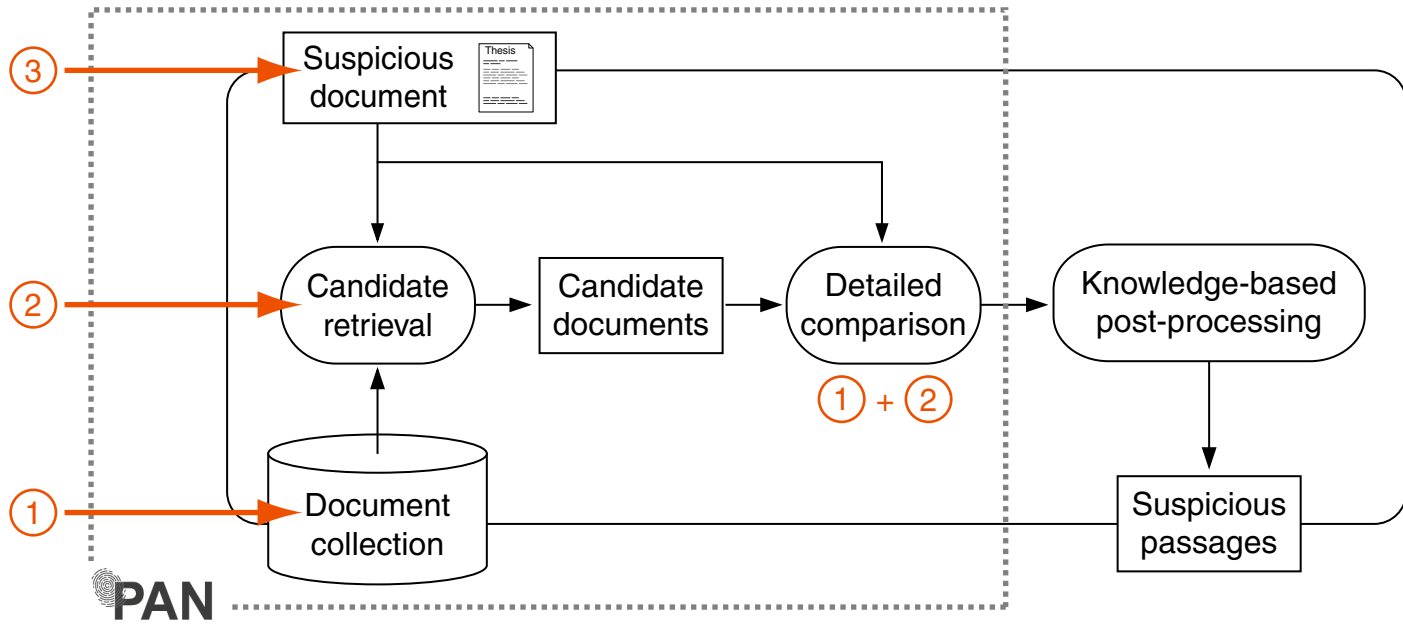 3
Suspicious
document
Thesis
2
Candidate
retrieval
Candidate
documents
Detailed
comparison
Knowledge-based
post-processing
1 + 2
1
Document
collection
Suspicious
passages
PAN